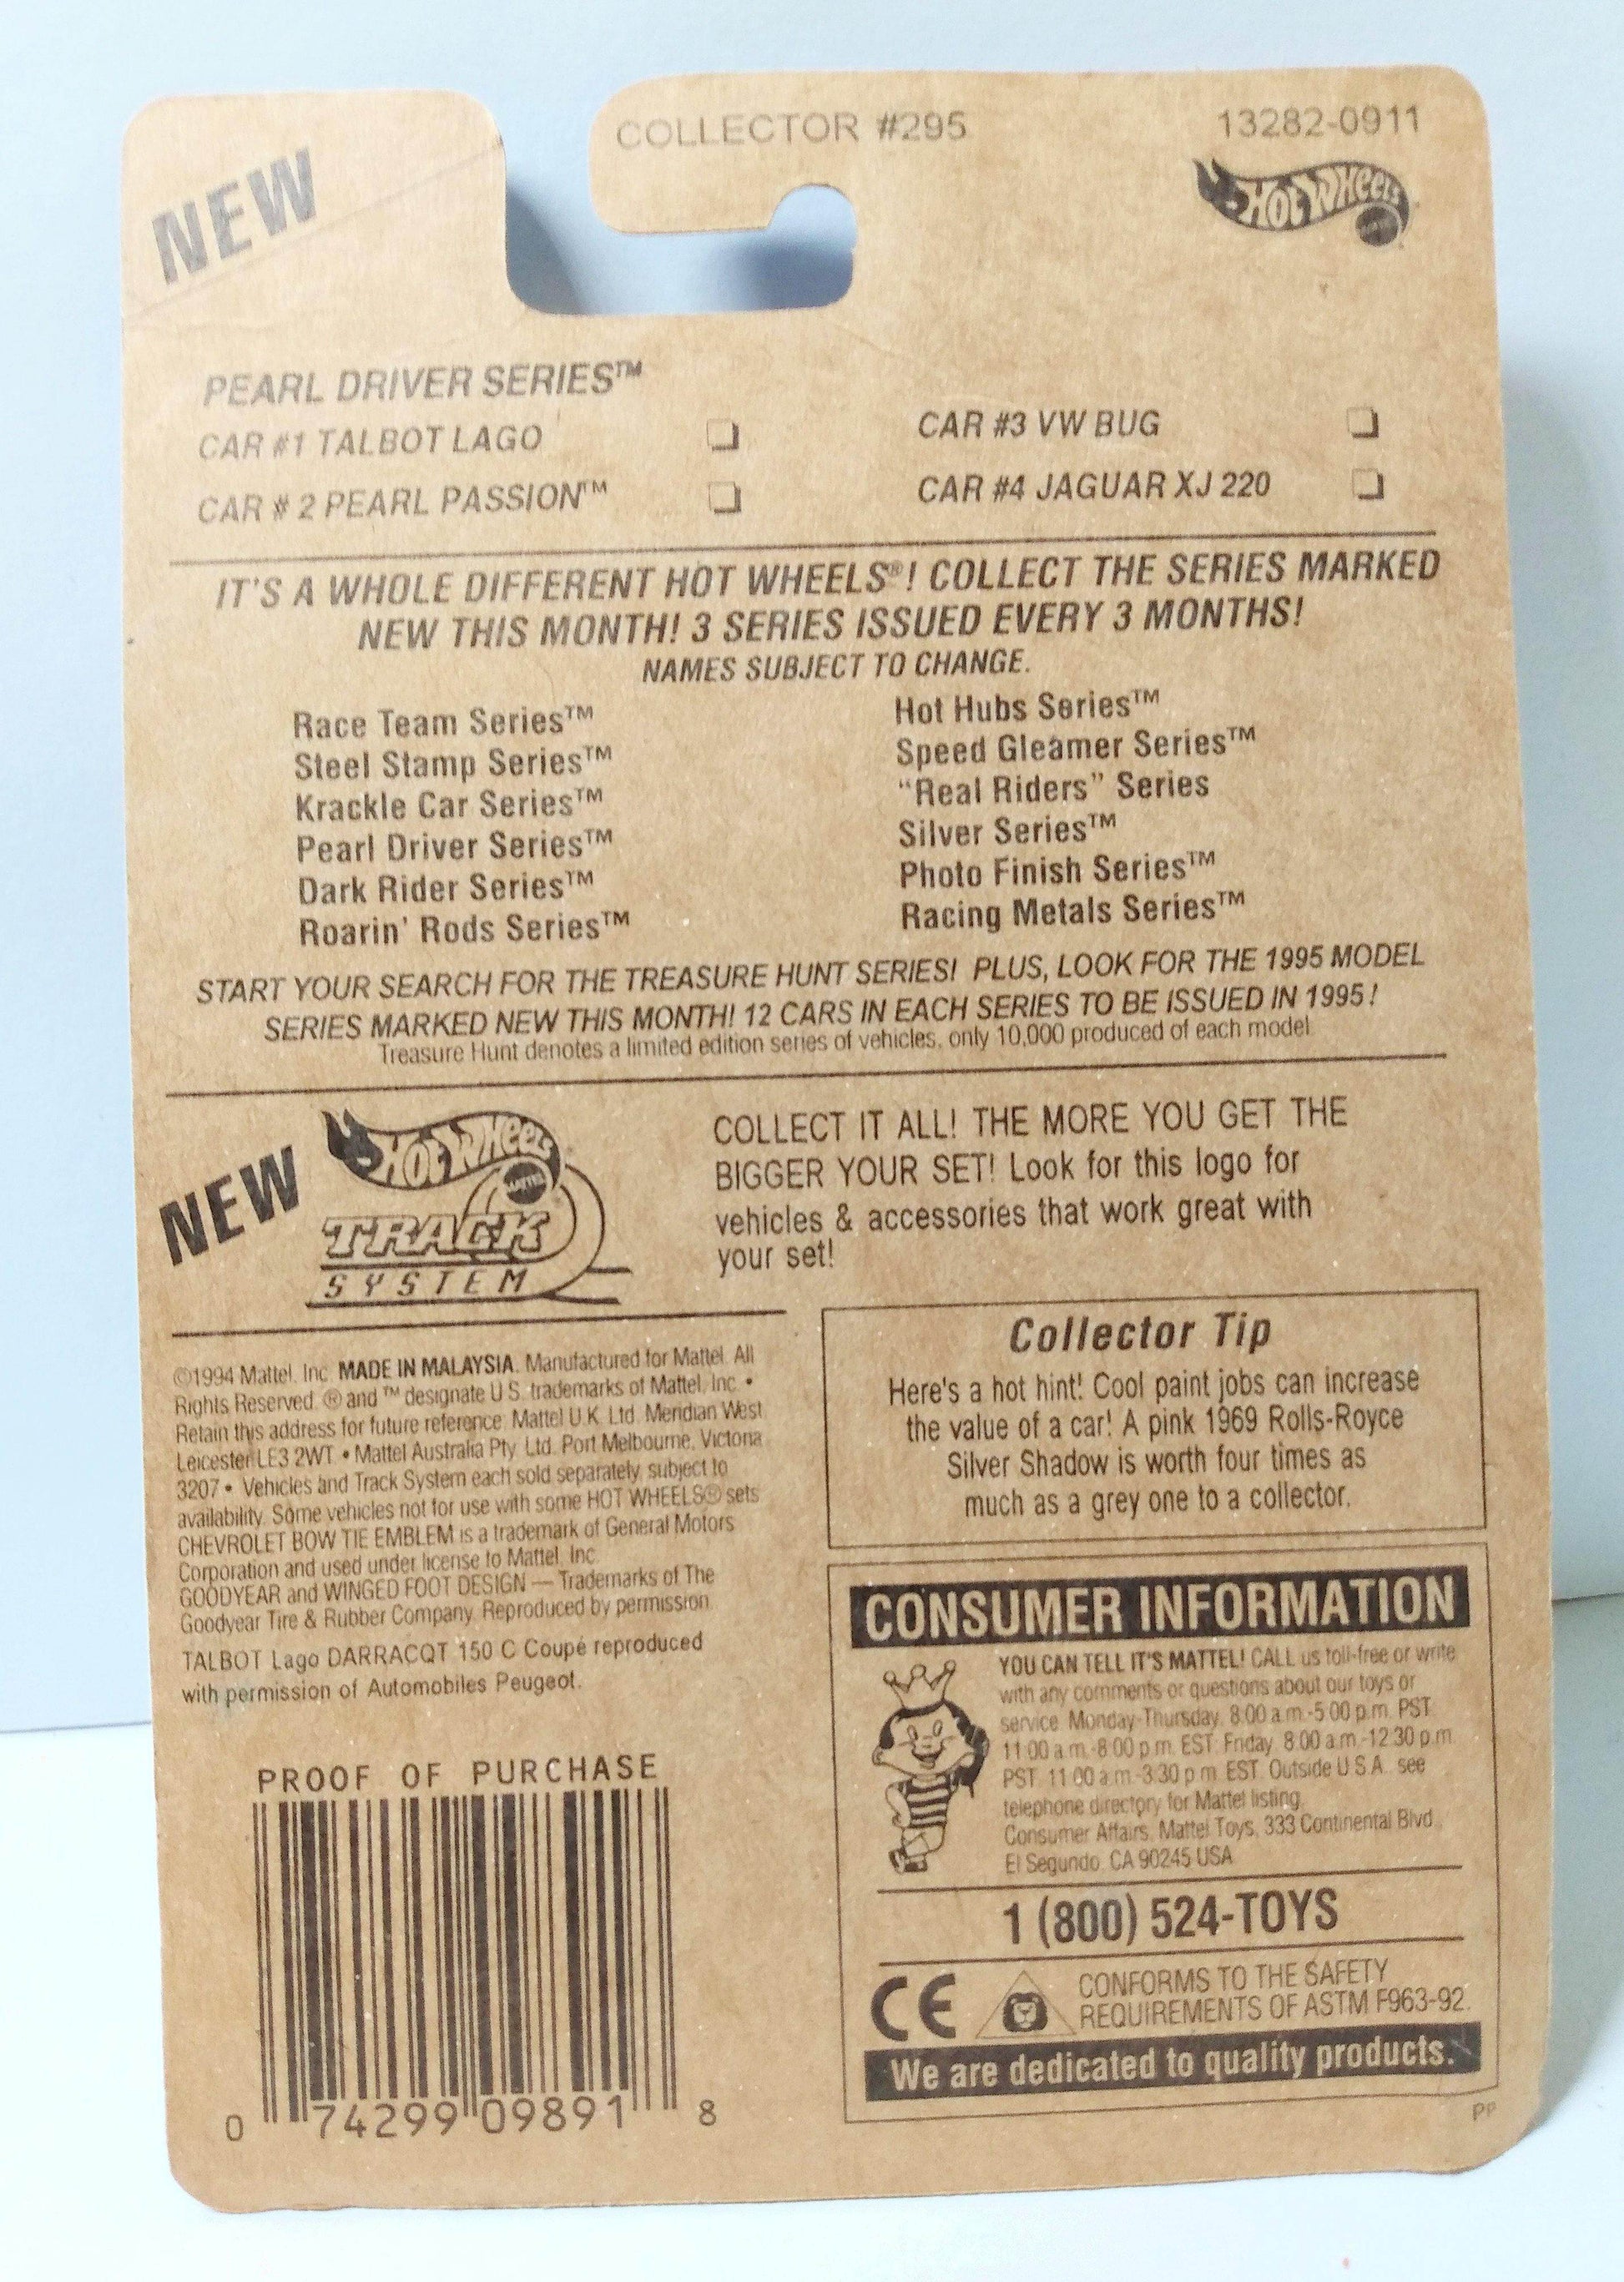 COLLECTOR #295
13282-0911
NEW
HOT WHEELS
MATTEL
PEARL DRIVER SERIES™
CAR #1 TALBOT LAGO
CAR # 2 PEARL PASSION™
CAR #3 VW BUG
CAR #4 JAGUAR XJ 220
IT'S A WHOLE DIFFERENT HOT WHEELS®! COLLECT THE SERIES MARKED
NEW THIS MONTH! 3 SERIES ISSUED EVERY 3 MONTHS!
NAMES SUBJECT TO CHANGE.
Race Team Series™
Steel Stamp Series™
Krackle Car Series™
Pearl Driver Series™
Dark Rider Series™
Roarin' Rods Series™
Hot Hubs Series™
Speed Gleamer Series™
“Real Riders” Series
Silver Series™
Photo Finish Series™
Racing Metals Series™
START YOUR SEARCH FOR THE TREASURE HUNT SERIES! PLUS, LOOK FOR THE 1995 MODEL
SERIES MARKED NEW THIS MONTH! 12 CARS IN EACH SERIES TO BE ISSUED IN 1995!
Treasure Hunt denotes a limited edition series of vehicles, only 10,000 produced of each model.
NEW
HOT WHEELS
MATTEL
TRACK
SYSTEM
COLLECT IT ALL! THE MORE YOU GET THE
BIGGER YOUR SET! Look for this logo for
vehicles & accessories that work great with
your set!
©1994 Mattel, Inc. MADE IN MALAYSIA. Manufactured for Mattel. All
Rights Reserved. ® and ™ designate U.S. trademarks of Mattel, Inc. •
Retain this address for future reference: Mattel U.K. Ltd. Meridian West
Leicester LE3 2WT. • Mattel Australia Pty. Ltd. Port Melbourne, Victoria
3207 • Vehicles and Track System each sold separately, subject to
availability. Some vehicles not for use with some HOT WHEELS® sets.
CHEVROLET BOW TIE EMBLEM is a trademark of General Motors
Corporation and used under license to Mattel, Inc.
GOODYEAR and WINGED FOOT DESIGN — Trademarks of The
Goodyear Tire & Rubber Company. Reproduced by permission.
TALBOT Lago DARRACQT 150 C Coupé reproduced
with permission of Automobiles Peugeot.
PROOF OF PURCHASE
0 74299 09891 8
Collector Tip
Here's a hot hint! Cool paint jobs can increase
the value of a car! A pink 1969 Rolls-Royce
Silver Shadow is worth four times as
much as a grey one to a collector.
CONSUMER INFORMATION
YOU CAN TELL IT'S MATTEL! CALL us toll-free or write
with any comments or questions about our toys or
service. Monday-Thursday, 8:00 a.m.-5:00 p.m. PST
11:00 a.m.-8:00 p.m. EST. Friday, 8:00 a.m.-12:30 p.m.
PST, 11:00 a.m.-3:30 p.m. EST. Outside U.S.A. see
telephone directory for Mattel listing.
Consumer Affairs, Mattel Toys, 333 Continental Blvd.,
El Segundo, CA 90245 USA
1 (800) 524-TOYS
CE
CONFORMS TO THE SAFETY
REQUIREMENTS OF ASTM F963-92.
We are dedicated to quality products.
PP